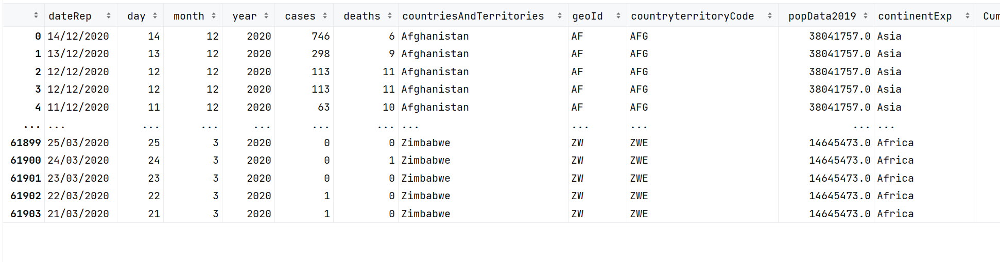 dateRep day month year cases deaths countriesAndTerritories geoId countryterritoryCode popData2019 continentExp Cum
0 14/12/2020 14 12 2020 746 6 Afghanistan AF AFG 38041757.0 Asia
1 13/12/2020 13 12 2020 298 9 Afghanistan AF AFG 38041757.0 Asia
2 12/12/2020 12 12 2020 113 11 Afghanistan AF AFG 38041757.0 Asia
3 12/12/2020 12 12 2020 113 11 Afghanistan AF AFG 38041757.0 Asia
4 11/12/2020 11 12 2020 63 10 Afghanistan AF AFG 38041757.0 Asia
... ... ... ... ... ... ... ... ... ... ... ...
61899 25/03/2020 25 3 2020 0 0 Zimbabwe ZW ZWE 14645473.0 Africa
61900 24/03/2020 24 3 2020 0 1 Zimbabwe ZW ZWE 14645473.0 Africa
61901 23/03/2020 23 3 2020 0 0 Zimbabwe ZW ZWE 14645473.0 Africa
61902 22/03/2020 22 3 2020 1 0 Zimbabwe ZW ZWE 14645473.0 Africa
61903 21/03/2020 21 3 2020 1 0 Zimbabwe ZW ZWE 14645473.0 Africa